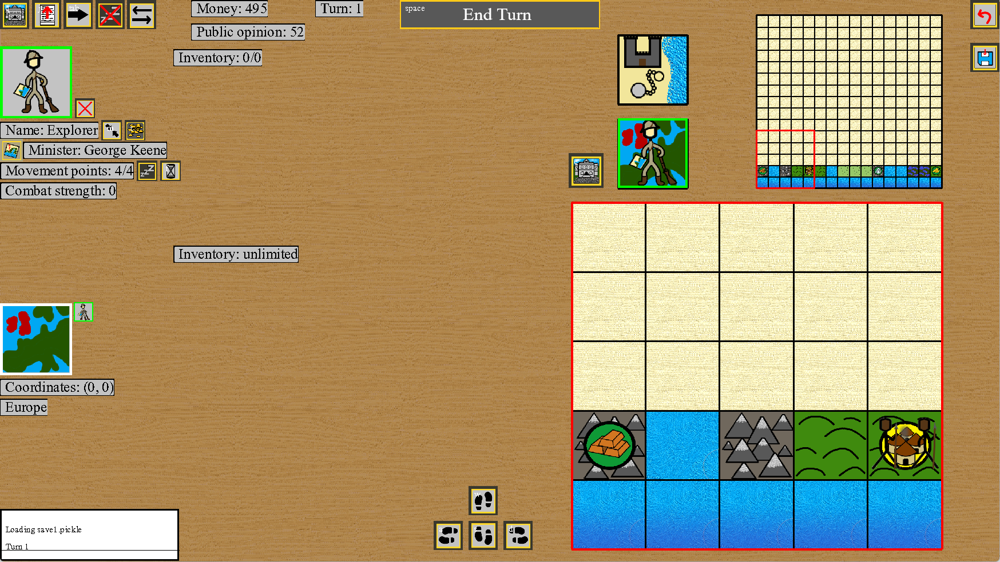 tab
Money: 495
Turn: 1
space
End Turn
Public opinion: 52
Inventory: 0/0
Name: Explorer
Minister: George Keene
Movement points: 4/4
Combat strength: 0
Inventory: unlimited
Coordinates: (0, 0)
Europe
w
d
Loading save1.pickle
Turn 1